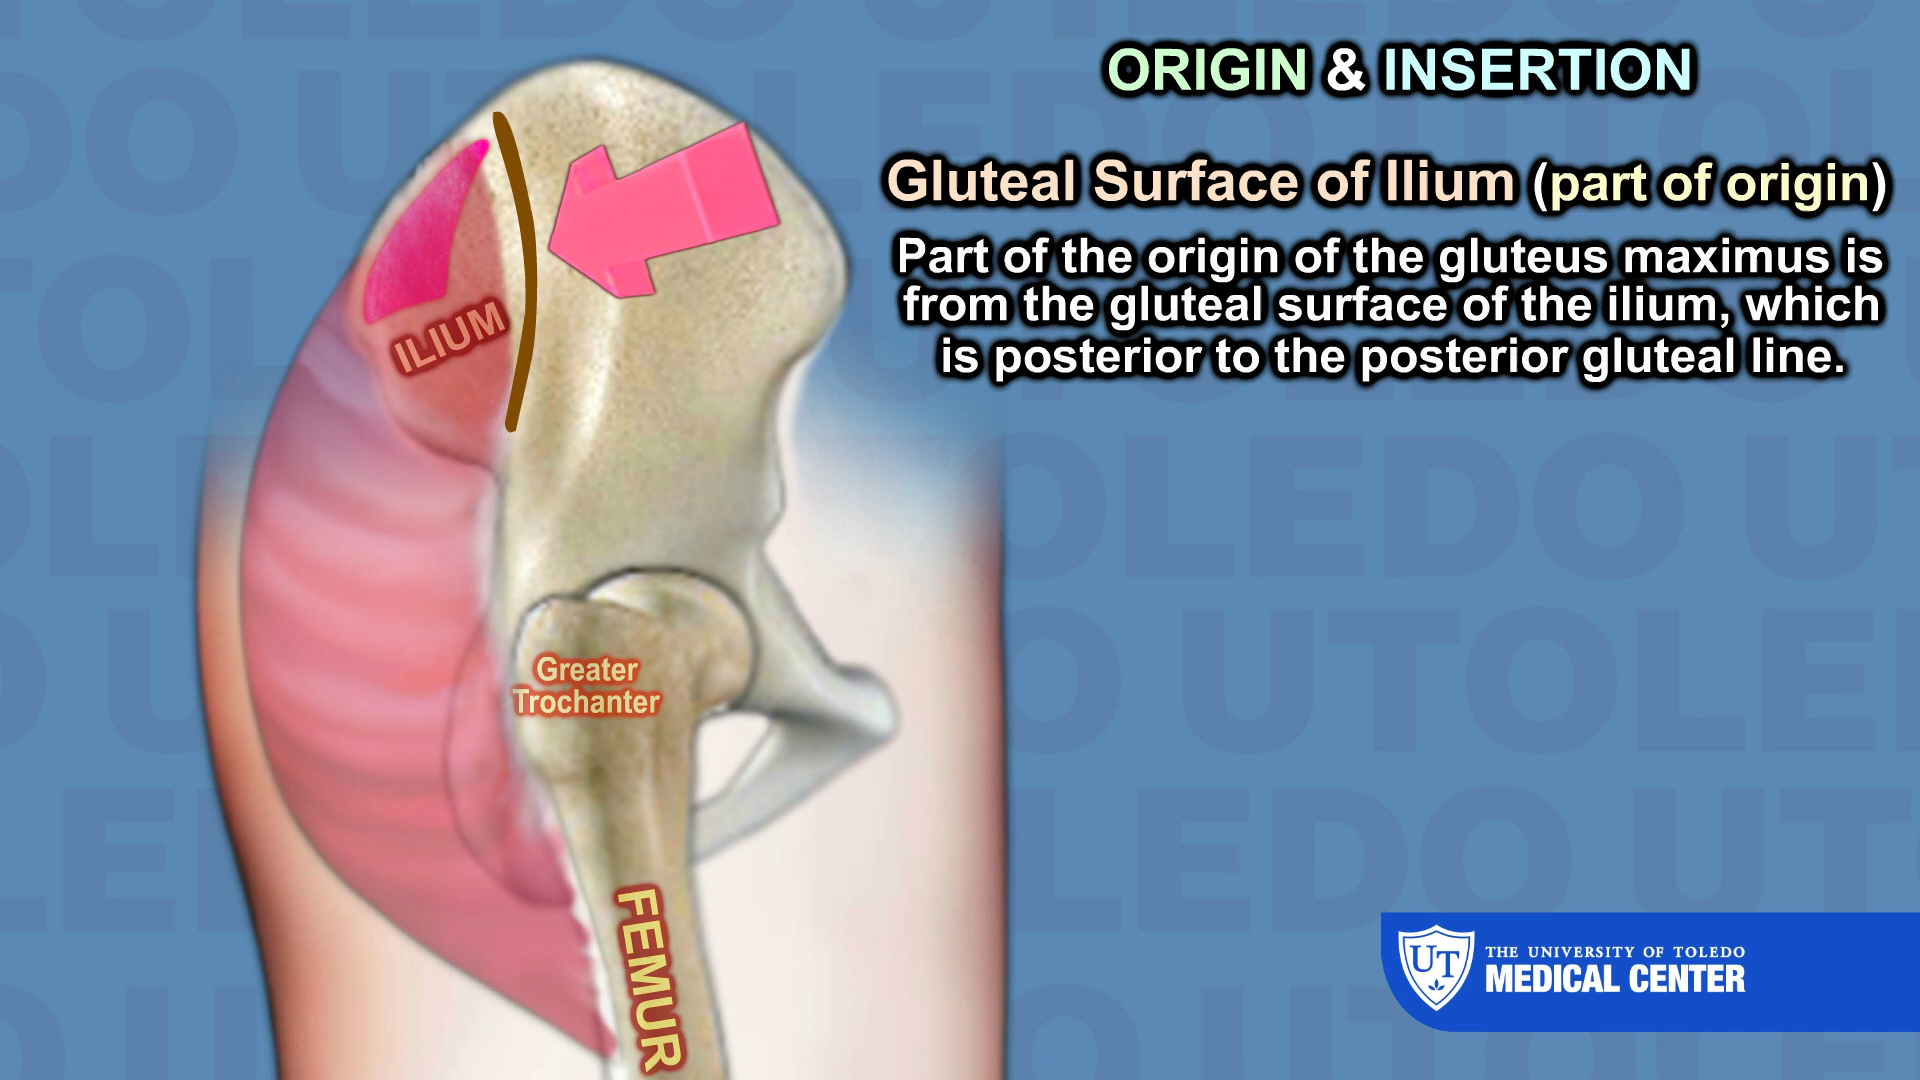 ORIGIN & INSERTION
Gluteal Surface of Ilium (part of origin)
Part of the origin of the gluteus maximus is
from the gluteal surface of the ilium, which
is posterior to the posterior gluteal line.
ILIUM
Greater
Trochanter
FEMUR
UT
THE UNIVERSITY OF TOLEDO
MEDICAL CENTER